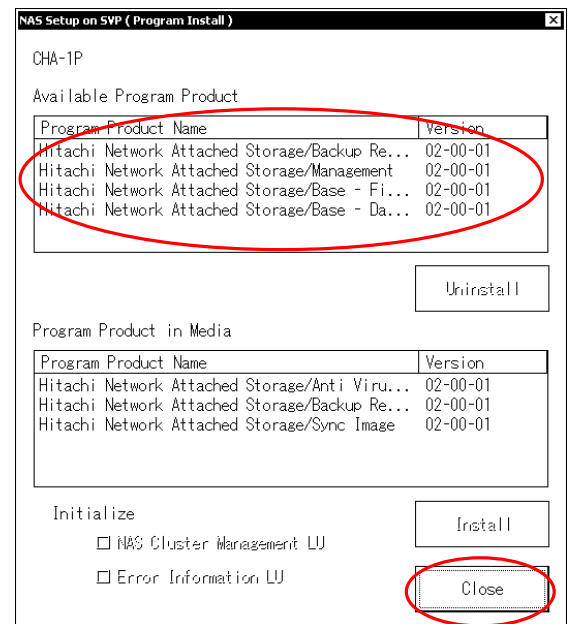 NAS Setup on SVP ( Program Install )
CHA-1P
Available Program Product
Program Product Name Version
Hitachi Network Attached Storage/Backup Re... 02-00-01
Hitachi Network Attached Storage/Management 02-00-01
Hitachi Network Attached Storage/Base - Fi... 02-00-01
Hitachi Network Attached Storage/Base - Da... 02-00-01
Uninstall
Program Product in Media
Program Product Name Version
Hitachi Network Attached Storage/Anti Viru... 02-00-01
Hitachi Network Attached Storage/Backup Re... 02-00-01
Hitachi Network Attached Storage/Sync Image 02-00-01
Initialize
Install
NAS Cluster Management LU
Error Information LU
Close